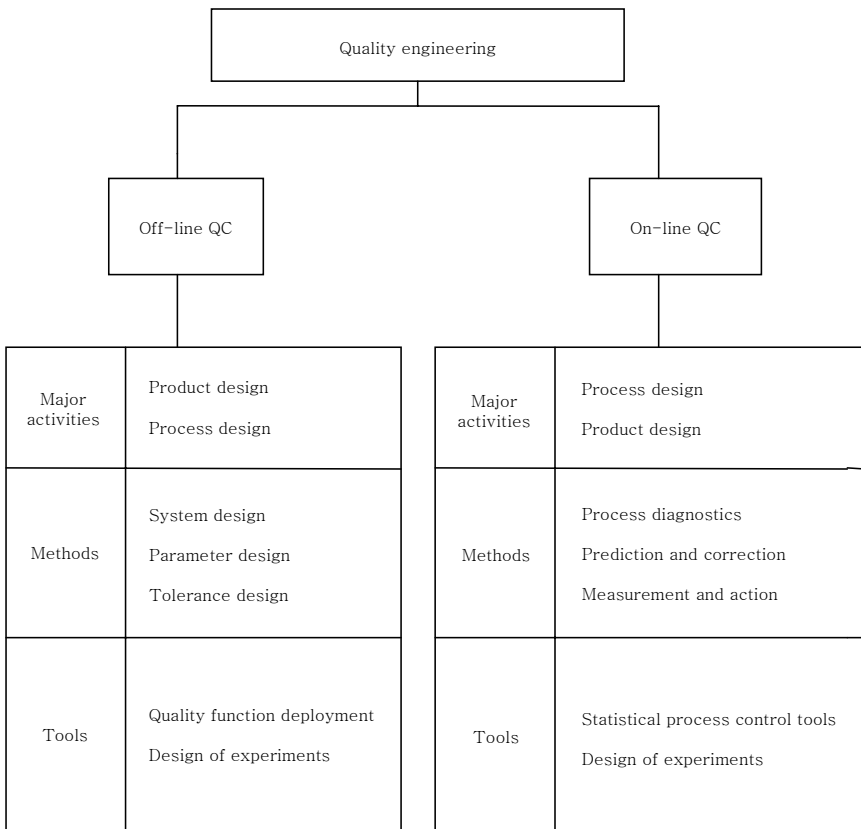 Quality engineering
Off-line QC
On-line QC
Major
activities
Product design
Process design
Methods
System design
Parameter design
Tolerance design
Tools
Quality function deployment
Design of experiments
Major
activities
Process design
Product design
Methods
Process diagnostics
Prediction and correction
Measurement and action
Tools
Statistical process control tools
Design of experiments